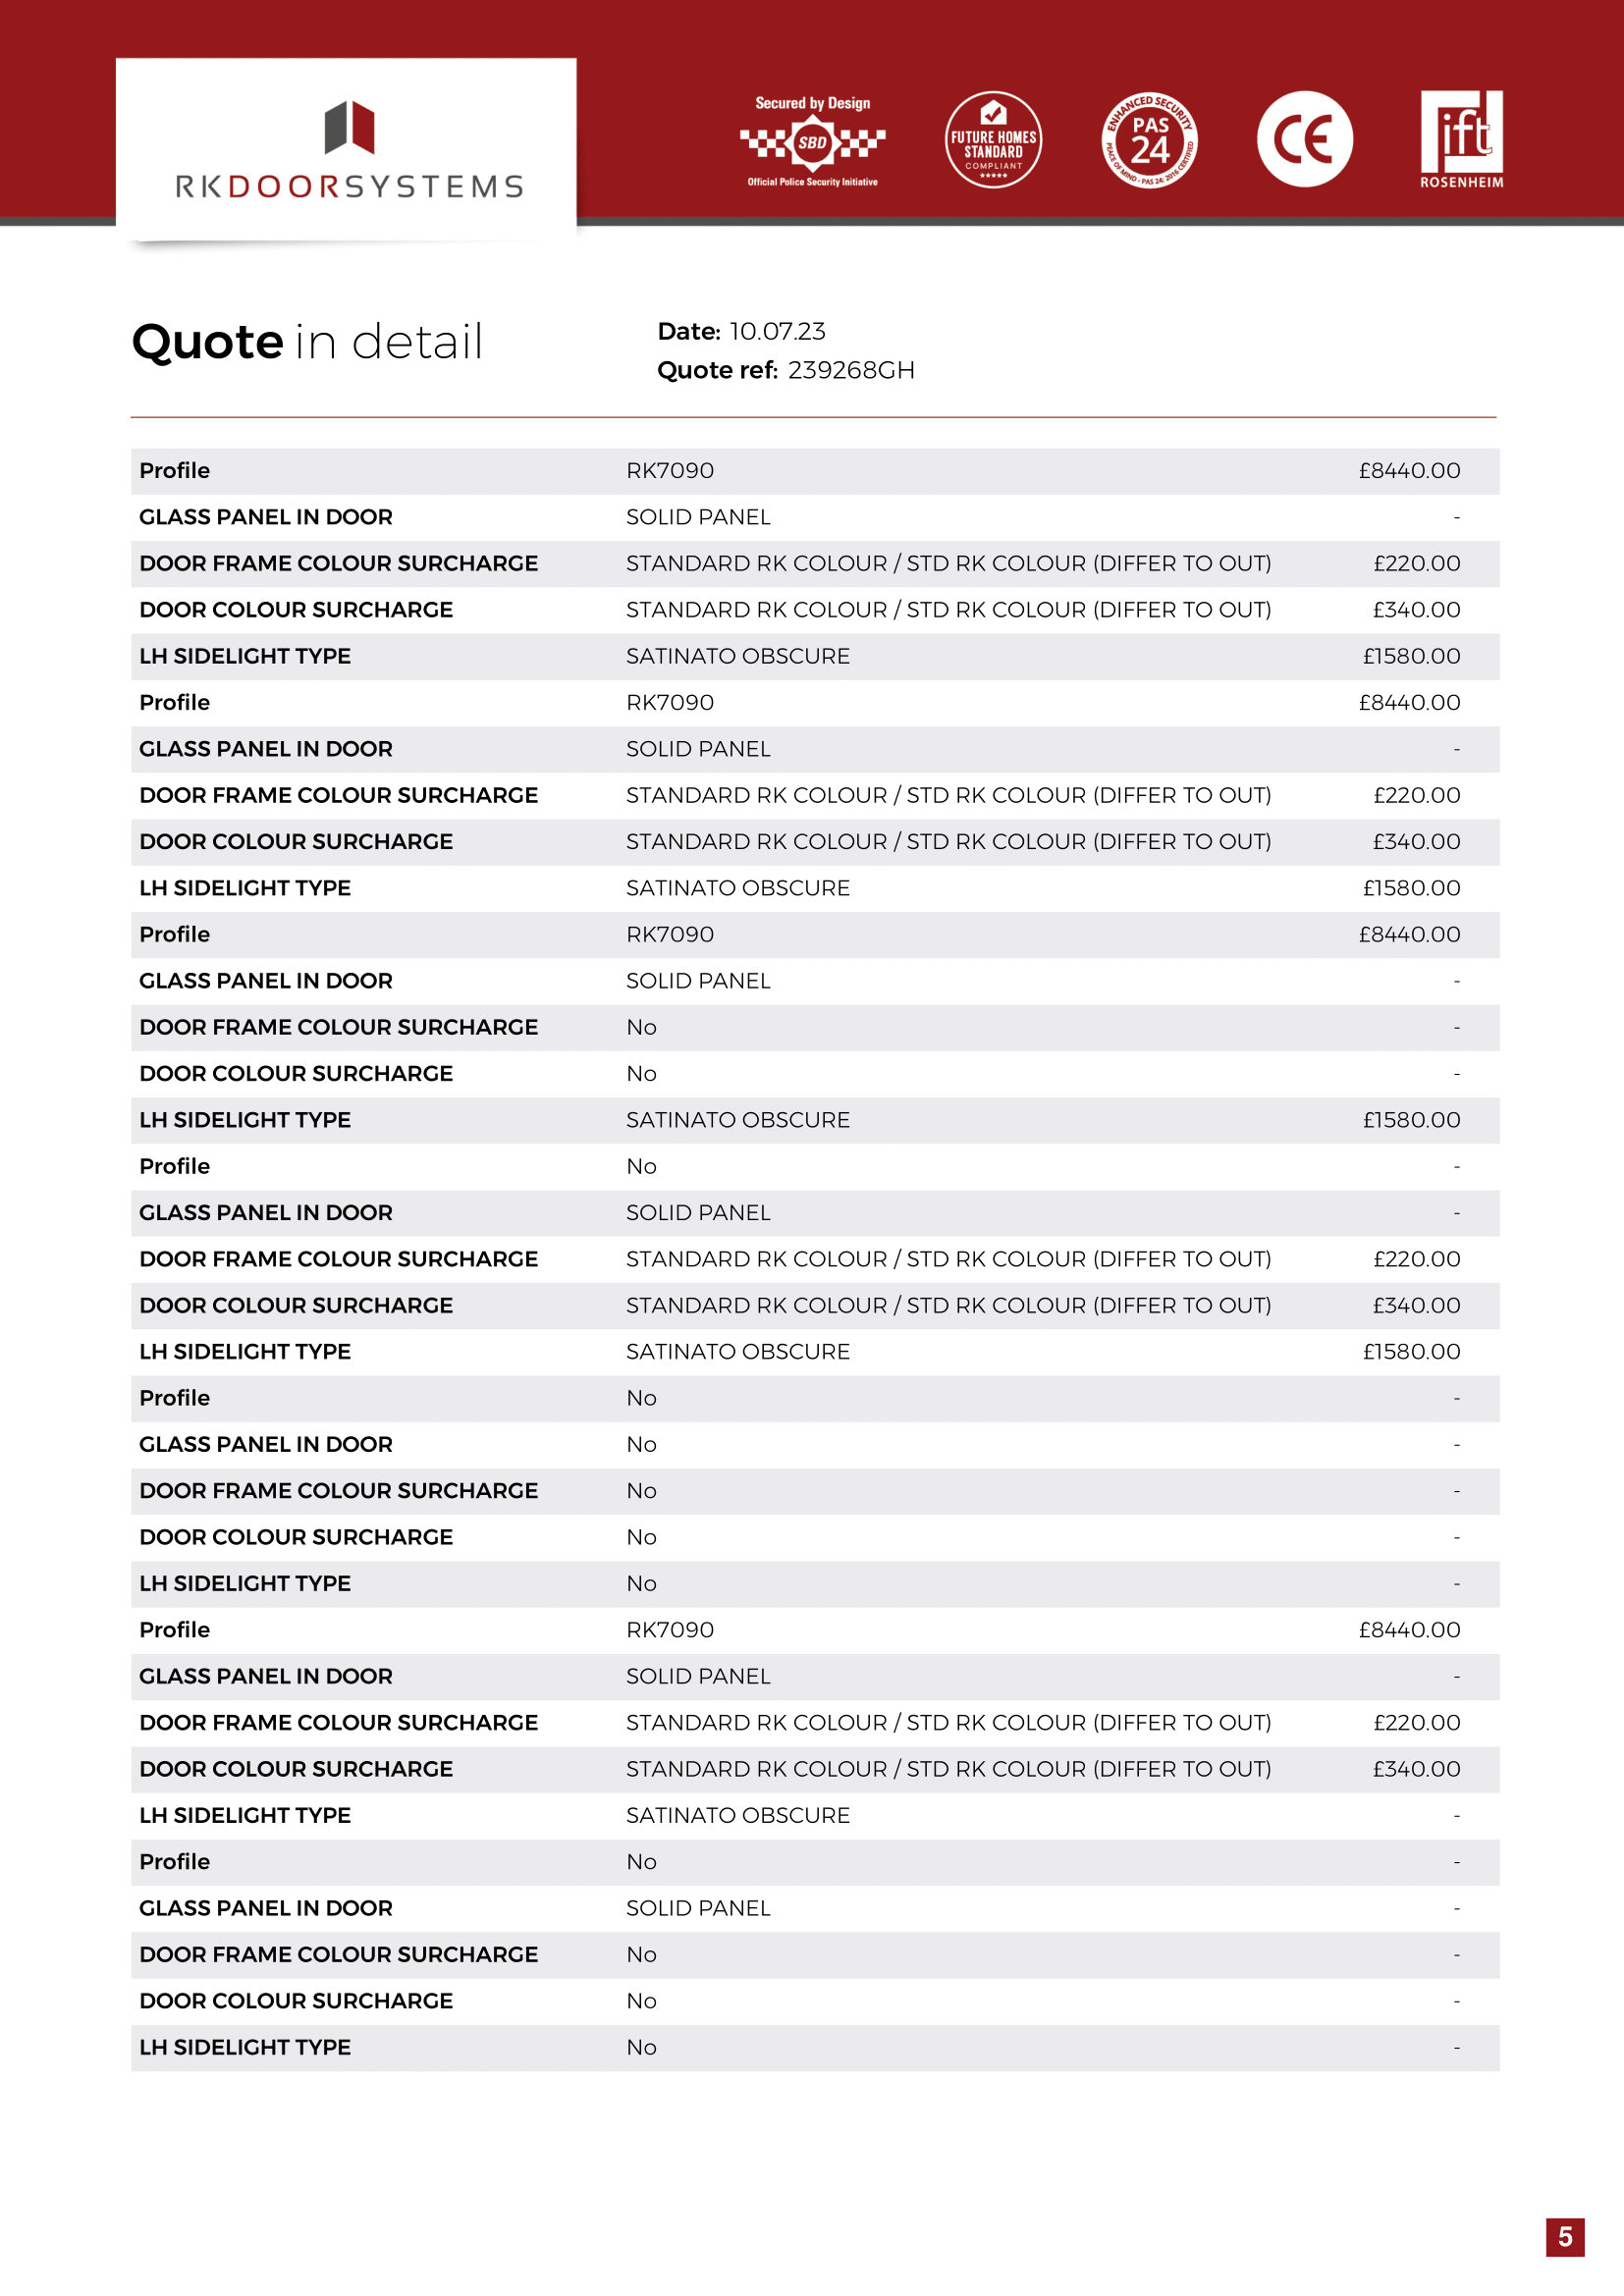 RKDOORSYSTEMS
Secured by Design
SBD
Official Police Security Initiative
FUTURE HOMES
STANDARD
COMPLIANT
ENHANCED SECURITY
PAS
24
PEACE OF MIND - PAS 24: 2016 CERTIFIED
CE
ift
ROSENHEIM
Quote in detail
Date: 10.07.23
Quote ref: 239268GH
Profile RK7090 £8440.00
GLASS PANEL IN DOOR SOLID PANEL -
DOOR FRAME COLOUR SURCHARGE STANDARD RK COLOUR / STD RK COLOUR (DIFFER TO OUT) £220.00
DOOR COLOUR SURCHARGE STANDARD RK COLOUR / STD RK COLOUR (DIFFER TO OUT) £340.00
LH SIDELIGHT TYPE SATINATO OBSCURE £1580.00
Profile RK7090 £8440.00
GLASS PANEL IN DOOR SOLID PANEL -
DOOR FRAME COLOUR SURCHARGE STANDARD RK COLOUR / STD RK COLOUR (DIFFER TO OUT) £220.00
DOOR COLOUR SURCHARGE STANDARD RK COLOUR / STD RK COLOUR (DIFFER TO OUT) £340.00
LH SIDELIGHT TYPE SATINATO OBSCURE £1580.00
Profile RK7090 £8440.00
GLASS PANEL IN DOOR SOLID PANEL -
DOOR FRAME COLOUR SURCHARGE No -
DOOR COLOUR SURCHARGE No -
LH SIDELIGHT TYPE SATINATO OBSCURE £1580.00
Profile No -
GLASS PANEL IN DOOR SOLID PANEL -
DOOR FRAME COLOUR SURCHARGE STANDARD RK COLOUR / STD RK COLOUR (DIFFER TO OUT) £220.00
DOOR COLOUR SURCHARGE STANDARD RK COLOUR / STD RK COLOUR (DIFFER TO OUT) £340.00
LH SIDELIGHT TYPE SATINATO OBSCURE £1580.00
Profile No -
GLASS PANEL IN DOOR No -
DOOR FRAME COLOUR SURCHARGE No -
DOOR COLOUR SURCHARGE No -
LH SIDELIGHT TYPE No -
Profile RK7090 £8440.00
GLASS PANEL IN DOOR SOLID PANEL -
DOOR FRAME COLOUR SURCHARGE STANDARD RK COLOUR / STD RK COLOUR (DIFFER TO OUT) £220.00
DOOR COLOUR SURCHARGE STANDARD RK COLOUR / STD RK COLOUR (DIFFER TO OUT) £340.00
LH SIDELIGHT TYPE SATINATO OBSCURE -
Profile No -
GLASS PANEL IN DOOR SOLID PANEL -
DOOR FRAME COLOUR SURCHARGE No -
DOOR COLOUR SURCHARGE No -
LH SIDELIGHT TYPE No -
5